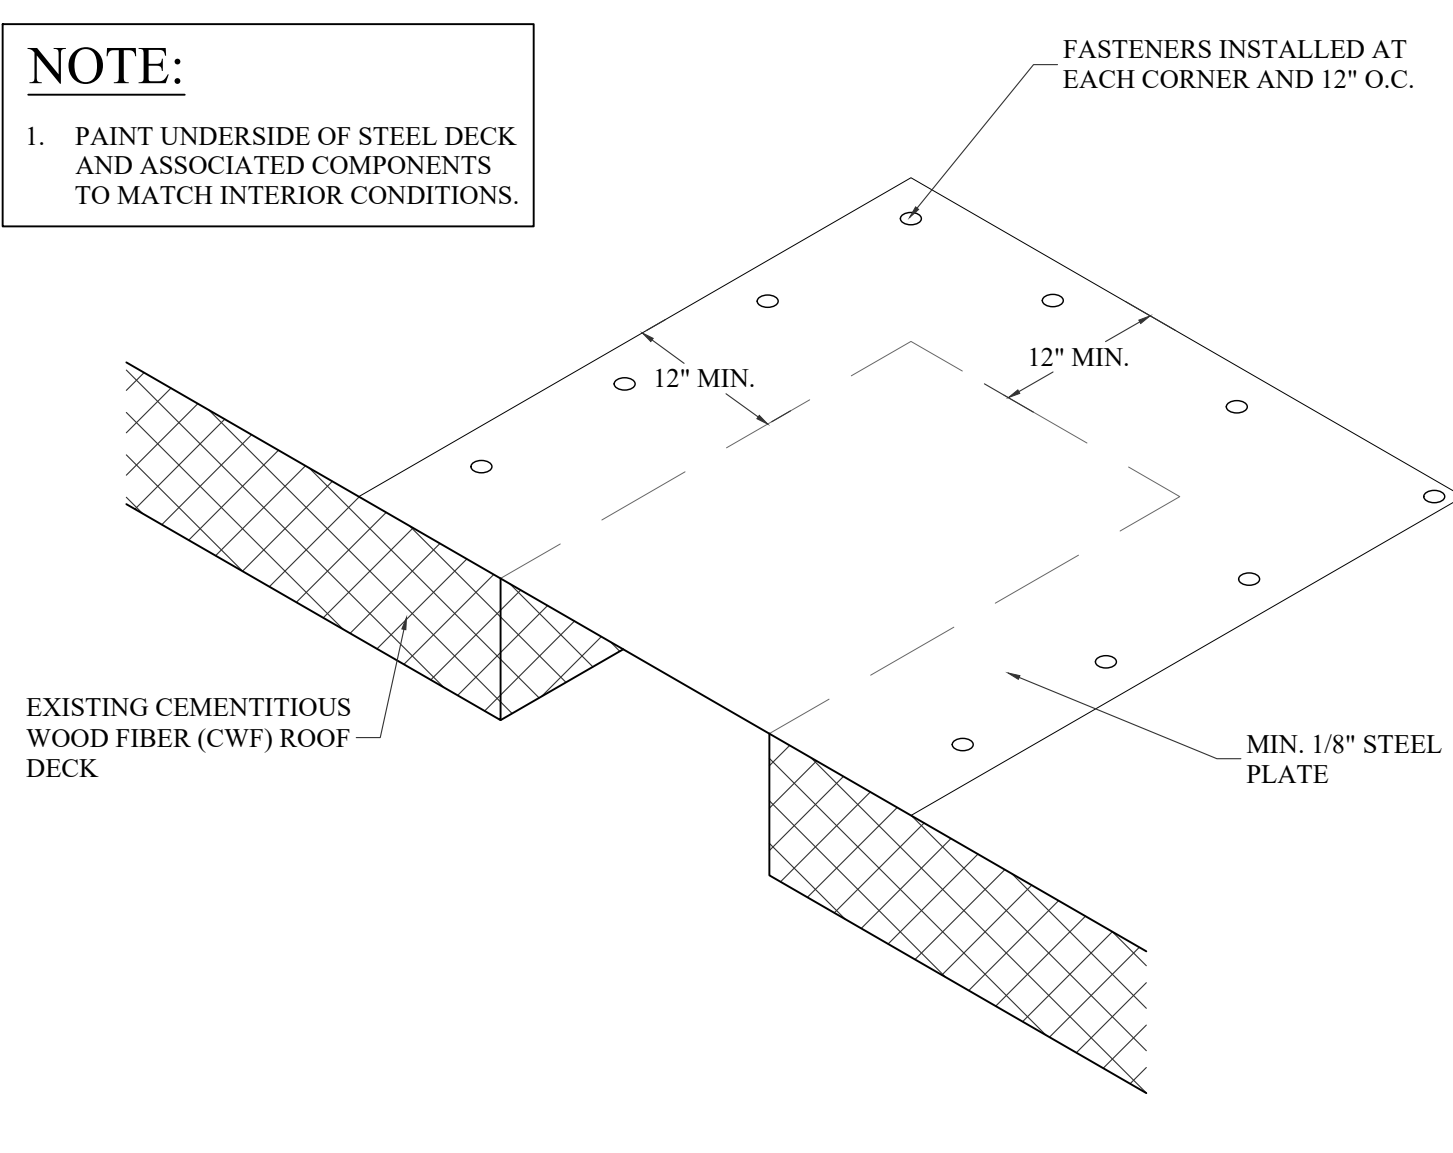 NOTE:
1. PAINT UNDERSIDE OF STEEL DECK
AND ASSOCIATED COMPONENTS
TO MATCH INTERIOR CONDITIONS.
FASTENERS INSTALLED AT
EACH CORNER AND 12" O.C.
12" MIN.
12" MIN.
EXISTING CEMENTITIOUS
WOOD FIBER (CWF) ROOF
DECK
MIN. 1/8" STEEL
PLATE